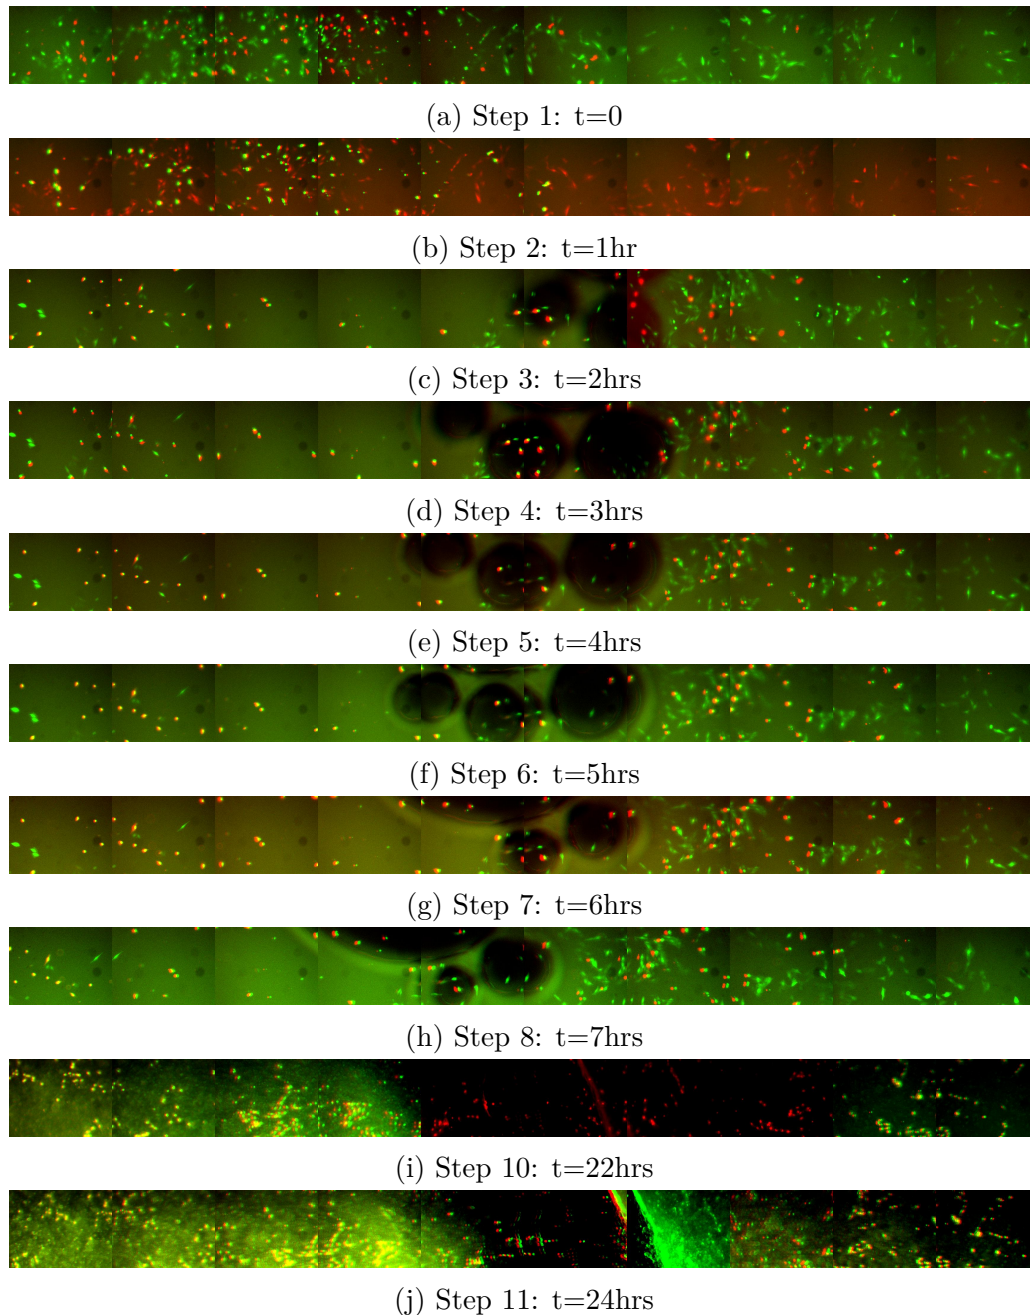 (a) Step 1: t=0
(b) Step 2: t=1hr
(c) Step 3: t=2hrs
(d) Step 4: t=3hrs
(e) Step 5: t=4hrs
(f) Step 6: t=5hrs
(g) Step 7: t=6hrs
(h) Step 8: t=7hrs
(i) Step 10: t=22hrs
(j) Step 11: t=24hrs